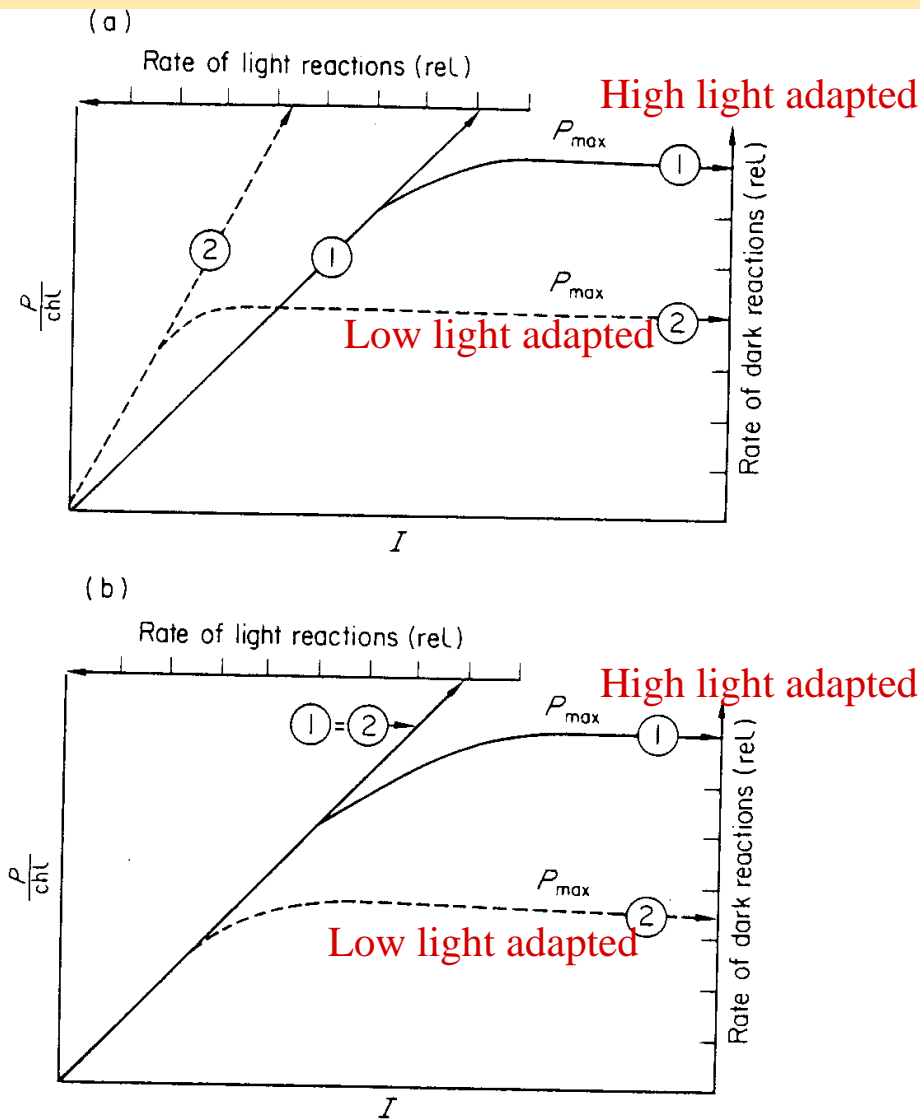 (a)
Rate of light reactions (rel)
High light adapted
Pmax
1
2
1
Pmax
Low light adapted
2
P
chl
Rate of dark reactions (rel)
I
(b)
Rate of light reactions (rel)
High light adapted
1 = 2
Pmax
1
Pmax
2
Low light adapted
P
chl
Rate of dark reactions (rel)
I